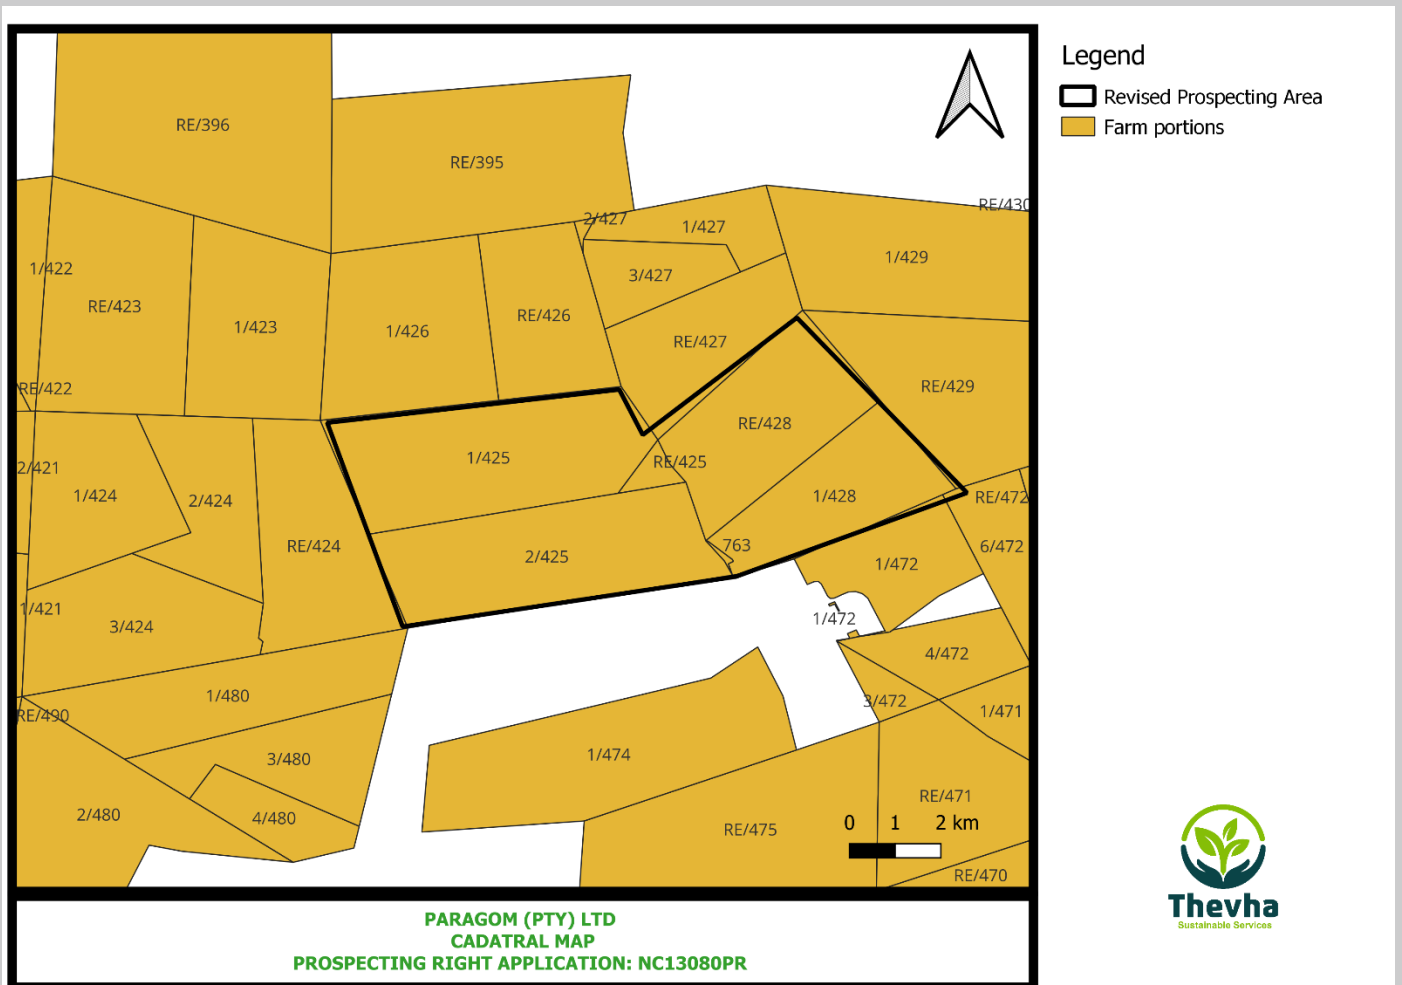 Legend
Revised Prospecting Area
Farm portions
RE/396
RE/395
RE/430
2/427
1/427
1/429
3/427
1/422
RE/423
1/423
1/426
RE/426
RE/427
RE/429
RE/422
RE/428
1/425
RE/425
2/421
1/424
2/424
1/428
RE/472
RE/424
2/425
763
1/472
6/472
1/421
3/424
1/472
4/472
1/480
3/472
1/471
RE/490
3/480
1/474
2/480
4/480
RE/475
RE/471
0 1 2 km
RE/470
Thevha
Sustainable Services
PARAGOM (PTY) LTD
CADATRAL MAP
PROSPECTING RIGHT APPLICATION: NC13080PR